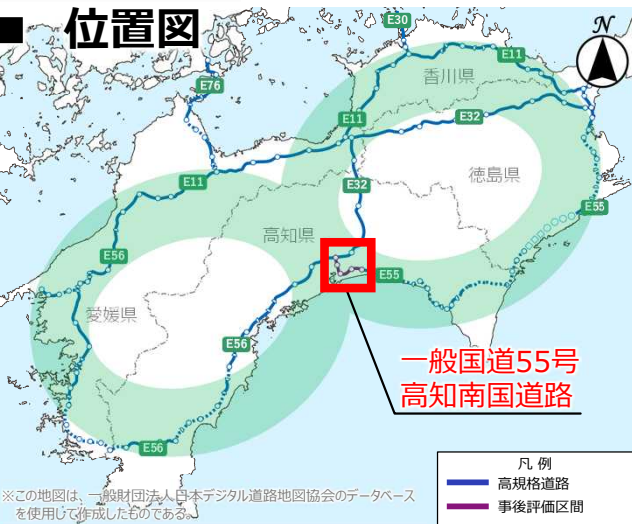 ■ 位置図
N
E30
E11
香川県
E76
E11
E32
E32
E11
徳島県
E55
高知県
E56
E55
愛媛県
E56
一般国道55号
高知南国道路
E56
凡例
高規格道路
事後評価区間
※この地図は、一般財団法人日本デジタル道路地図協会のデータベース
を使用して作成したものである。